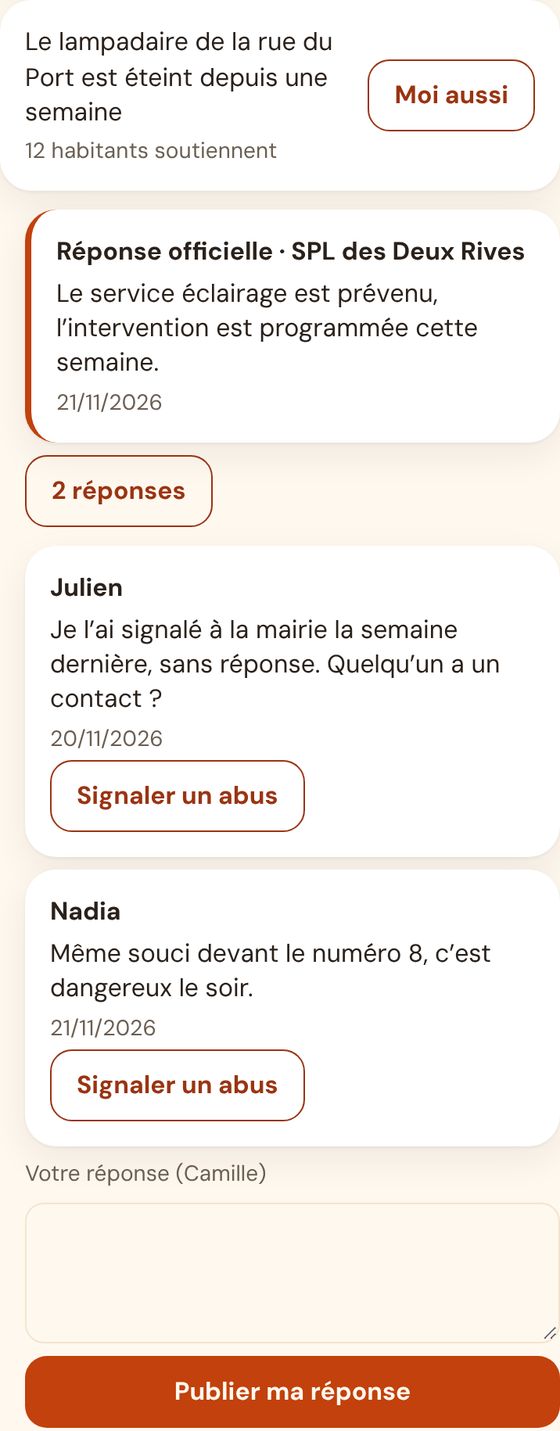 Le lampadaire de la rue du
Port est éteint depuis une
semaine
12 habitants soutiennent
Moi aussi
Réponse officielle · SPL des Deux Rives
Le service éclairage est prévenu,
l’intervention est programmée cette
semaine.
21/11/2026
2 réponses
Julien
Je l’ai signalé à la mairie la semaine
dernière, sans réponse. Quelqu’un a un
contact ?
20/11/2026
Signaler un abus
Nadia
Même souci devant le numéro 8, c’est
dangereux le soir.
21/11/2026
Signaler un abus
Votre réponse (Camille)
Publier ma réponse